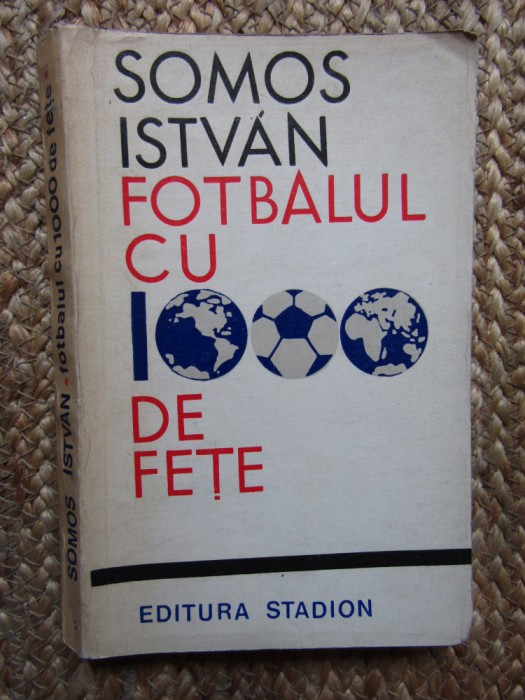 SOMOS
ISTVÁN
FOTBALUL
CU
1000
DE
FEȚE
EDITURA STADION
SOMOS ISTVÁN - fotbalul cu 1000 de fețe